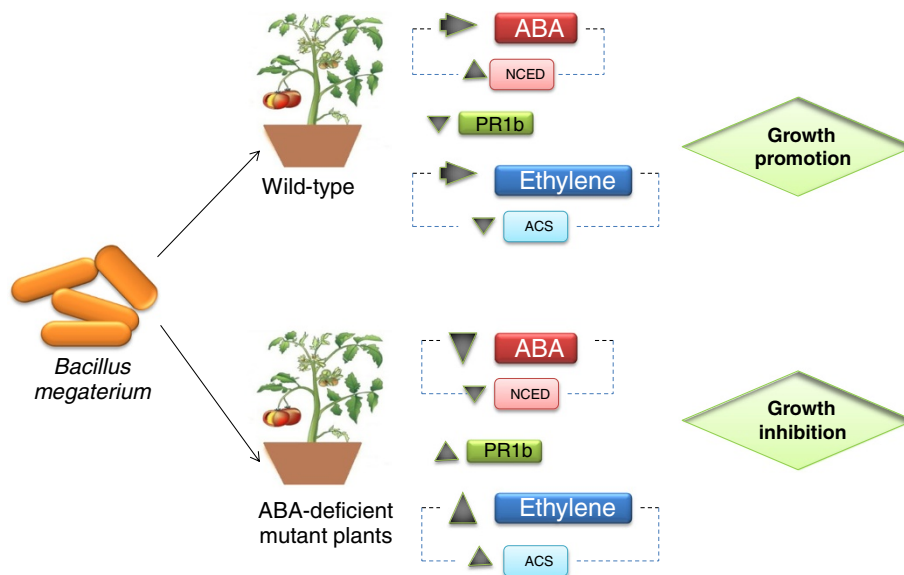 ABA
NCED
PR1b
Ethylene
ACS
Wild-type
Growth
promotion
Bacillus
megaterium
ABA
NCED
PR1b
Ethylene
ACS
ABA-deficient
mutant plants
Growth
inhibition